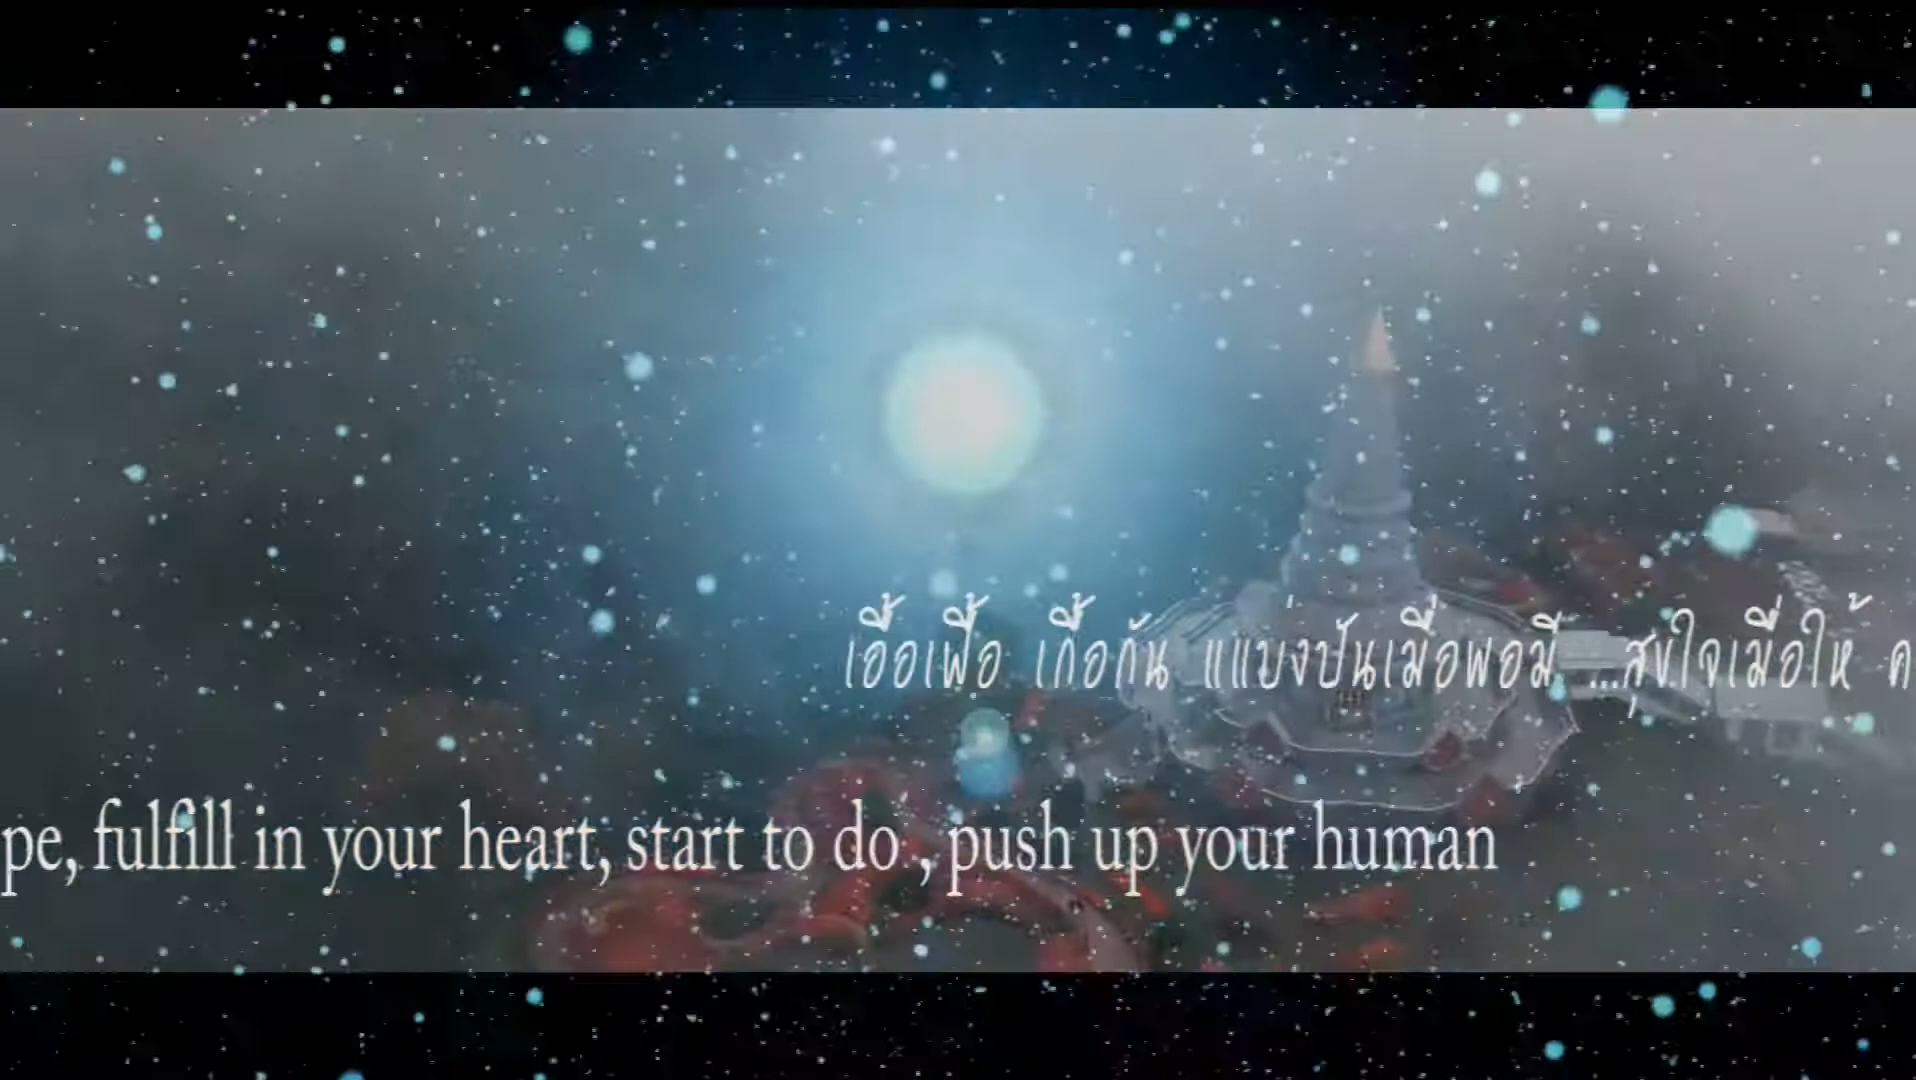 เอื้อเฟื้อ เกื้อกัน แแบ่งปันเมื่อพอมี ...สุขใจเมื่อให้ ค
pe, fulfill in your heart, start to do , push up your human